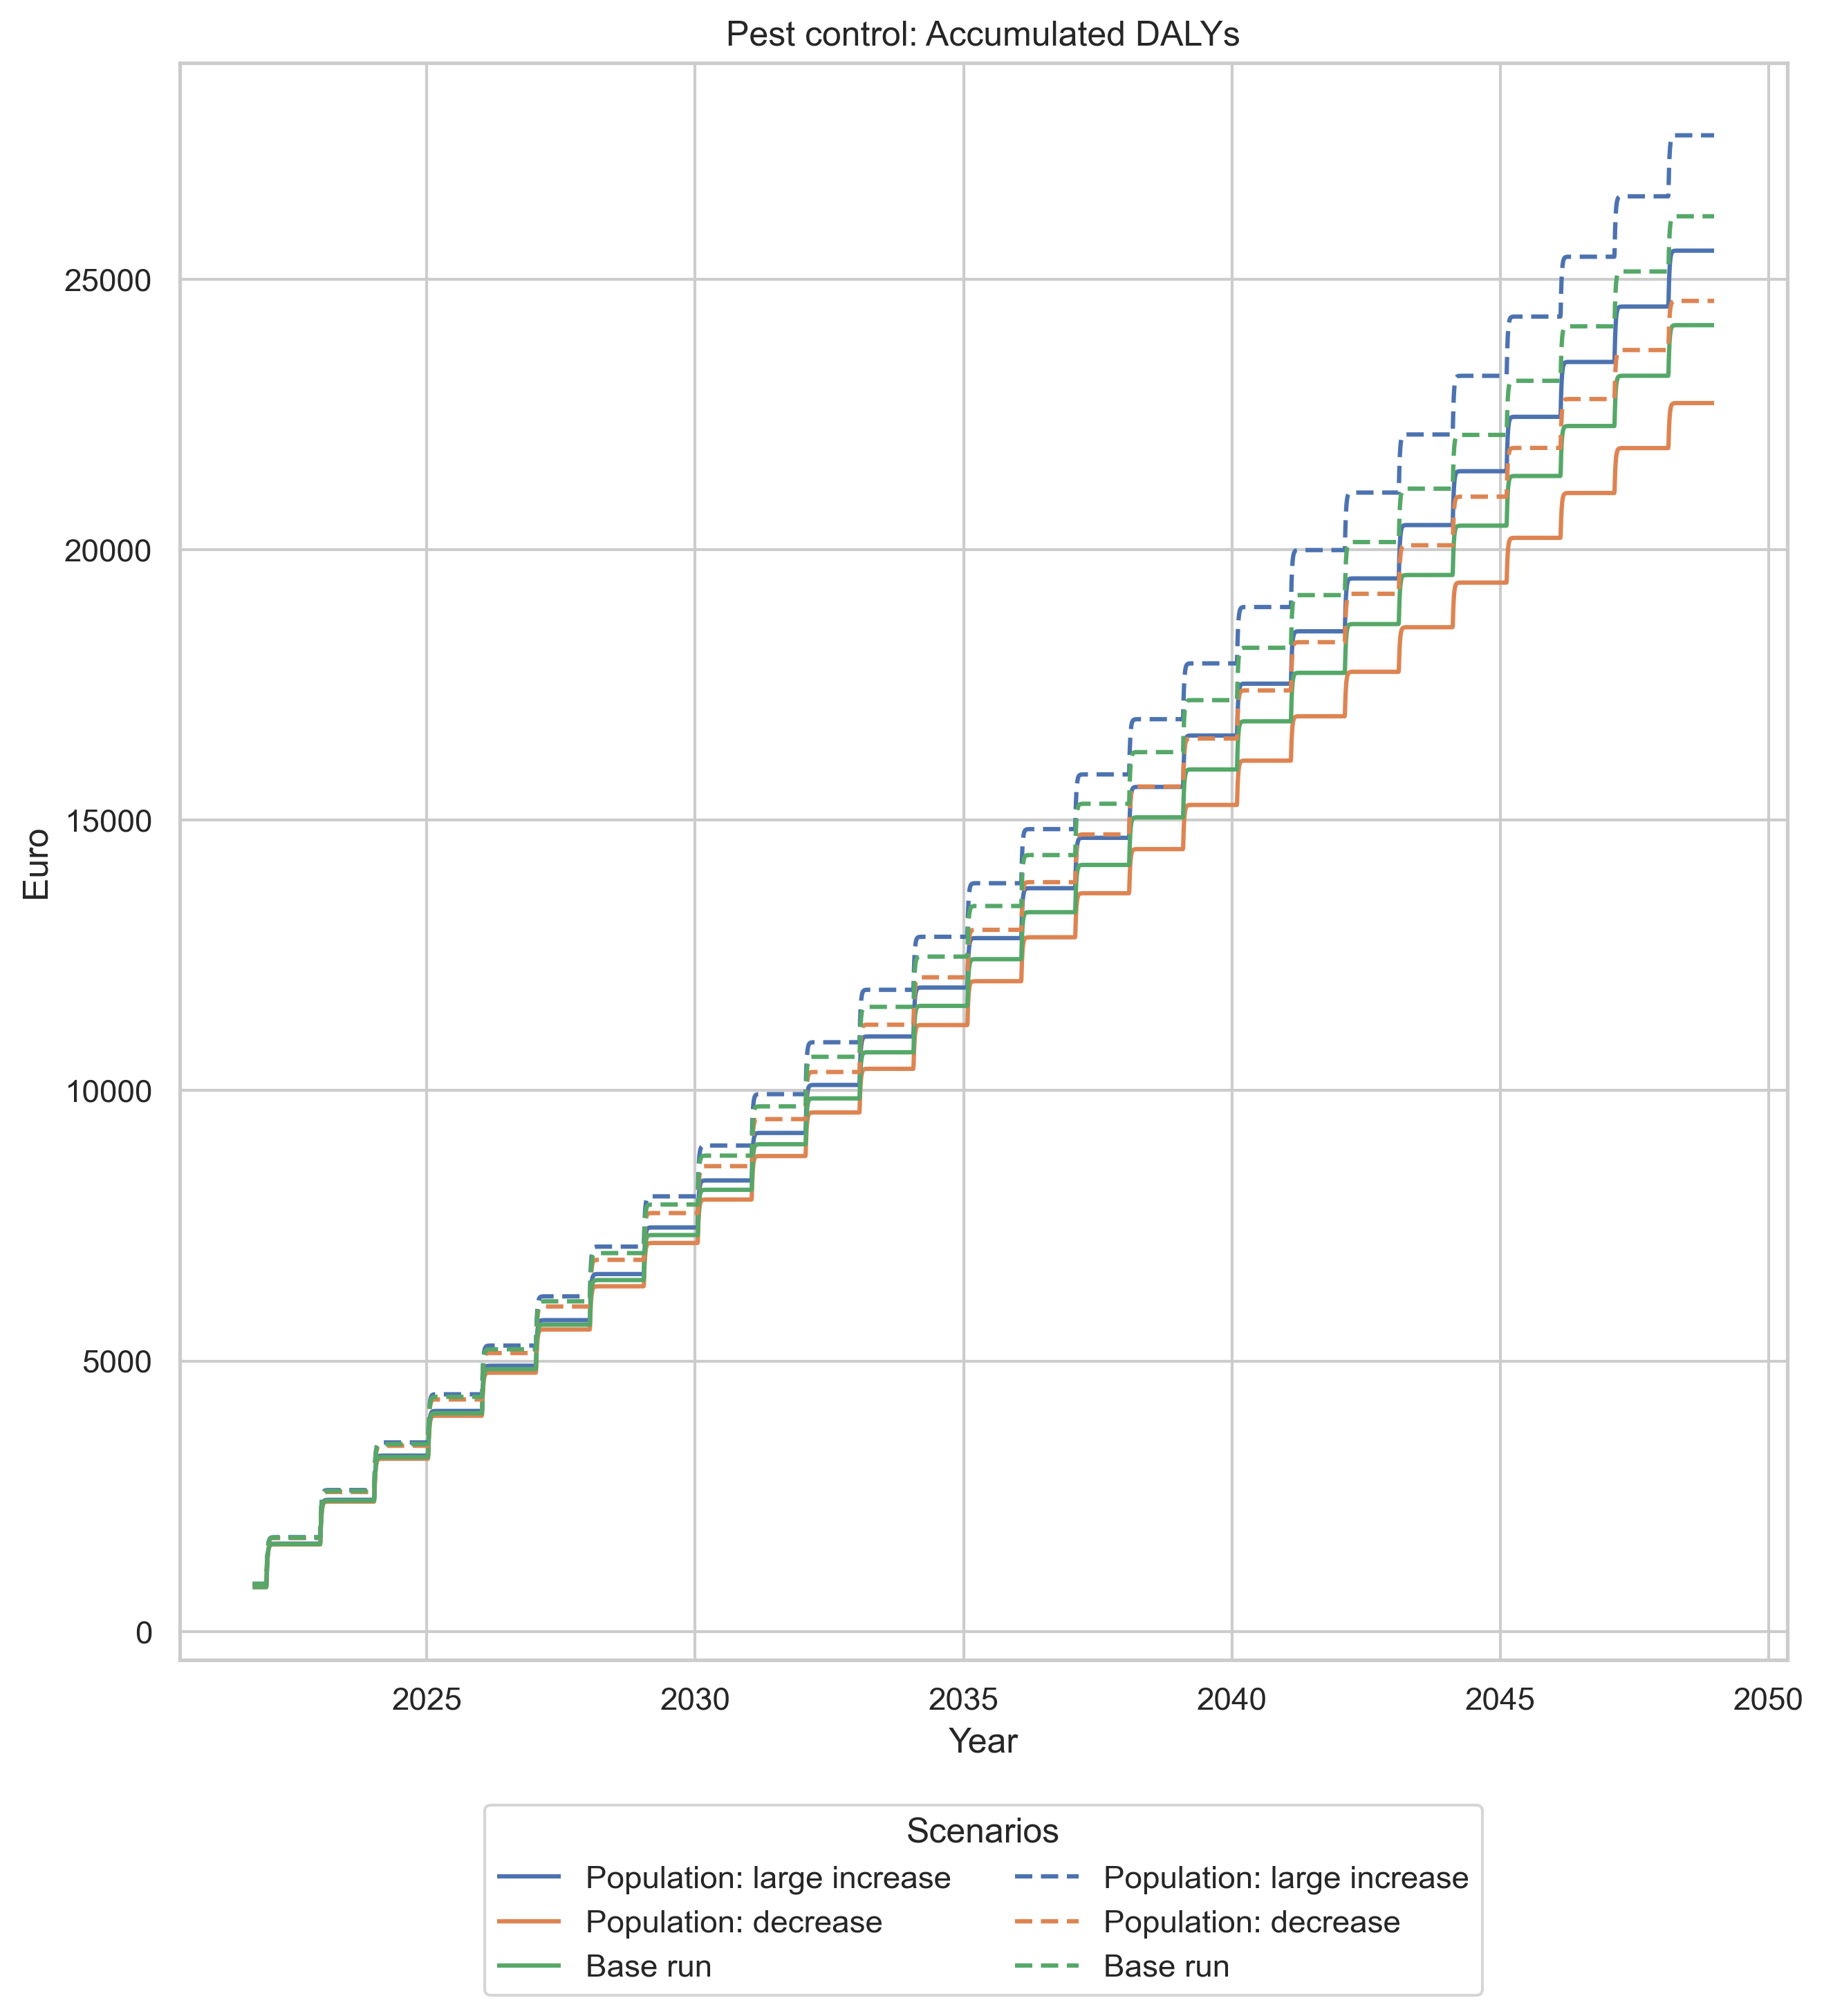 Pest control: Accumulated DALYs
25000
20000
15000
10000
5000
0
Euro
2025 2030 2035 2040 2045 2050
Year
Scenarios
Population: large increase Population: large increase
Population: decrease Population: decrease
Base run Base run